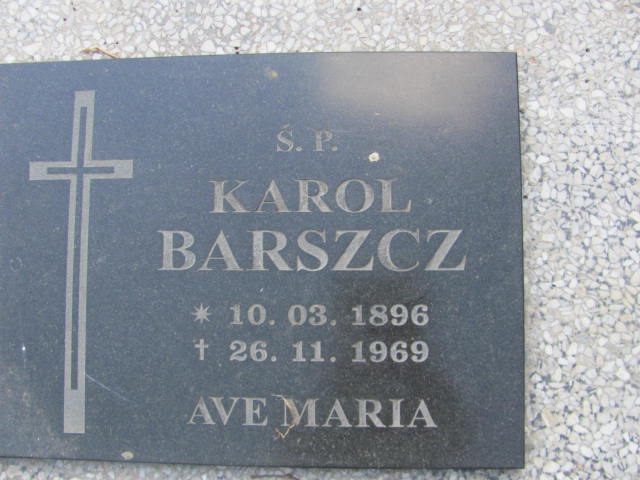 Ś. P.
KAROL
BARSZCZ
* 10. 03. 1896
† 26. 11. 1969
AVE MARIA